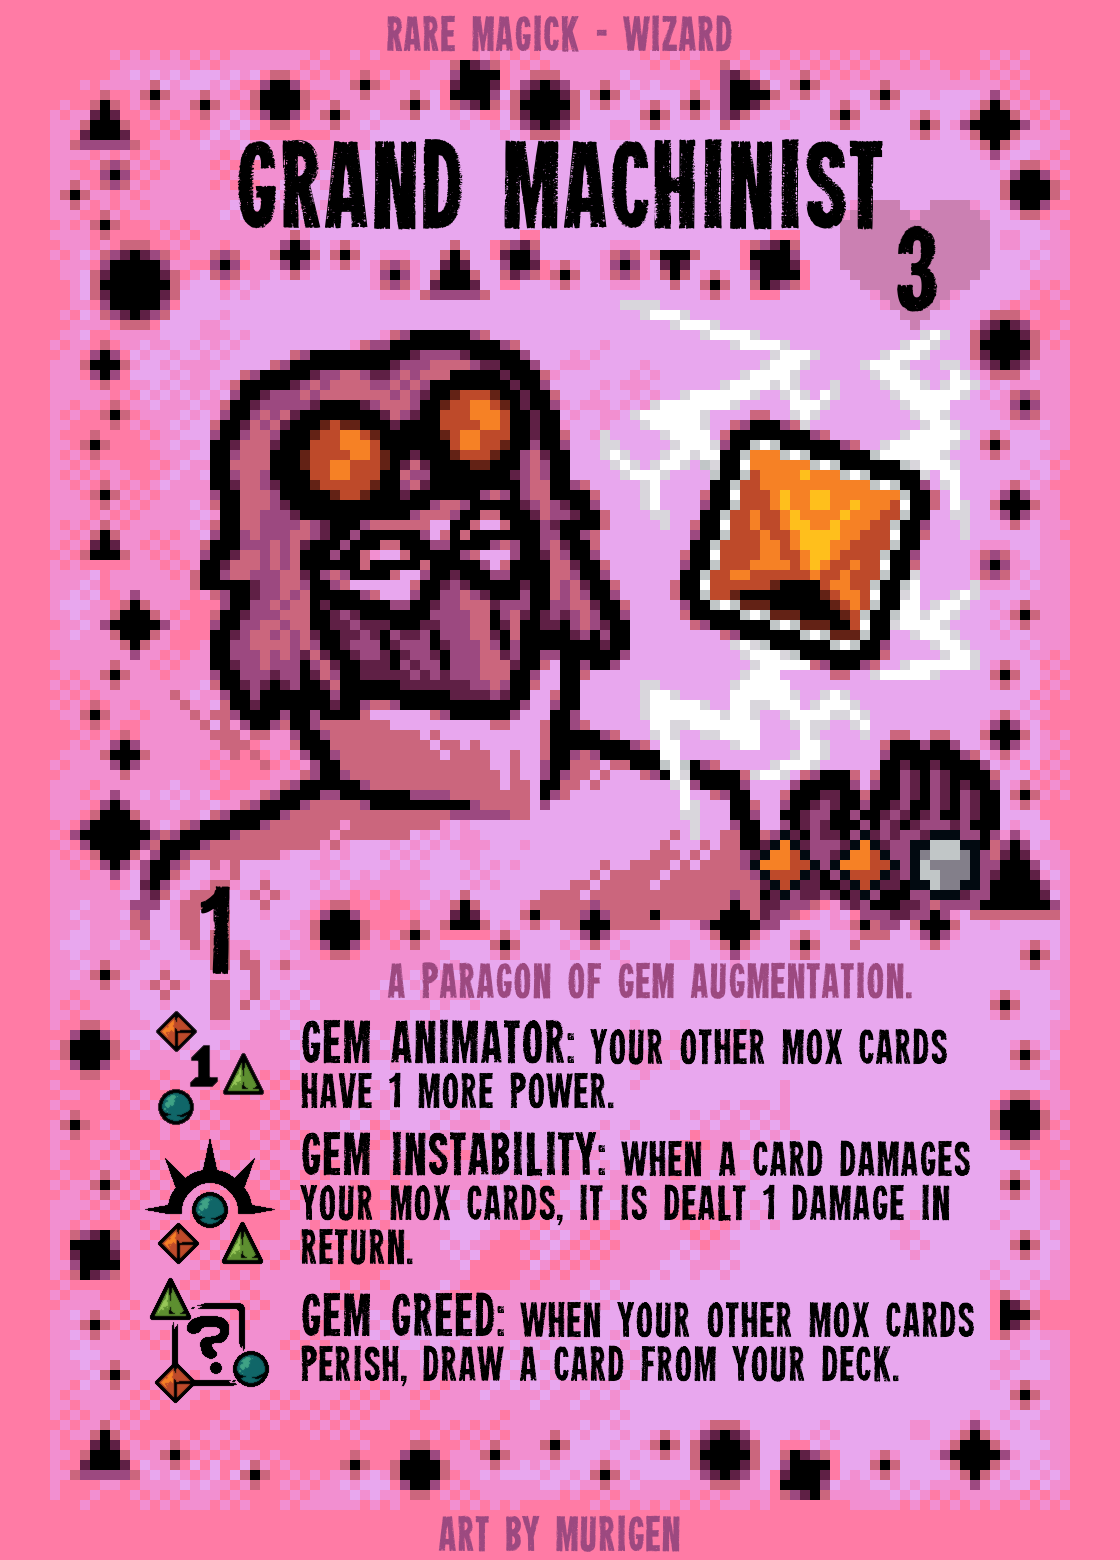 RARE MAGICK - WIZARD
GRAND MACHINIST
3
1
A PARAGON OF GEM AUGMENTATION.
1
GEM ANIMATOR: YOUR OTHER MOX CARDS
HAVE 1 MORE POWER.
GEM INSTABILITY: WHEN A CARD DAMAGES
YOUR MOX CARDS, IT IS DEALT 1 DAMAGE IN
RETURN.
?
GEM GREED: WHEN YOUR OTHER MOX CARDS
PERISH, DRAW A CARD FROM YOUR DECK.
ART BY MURIGEN